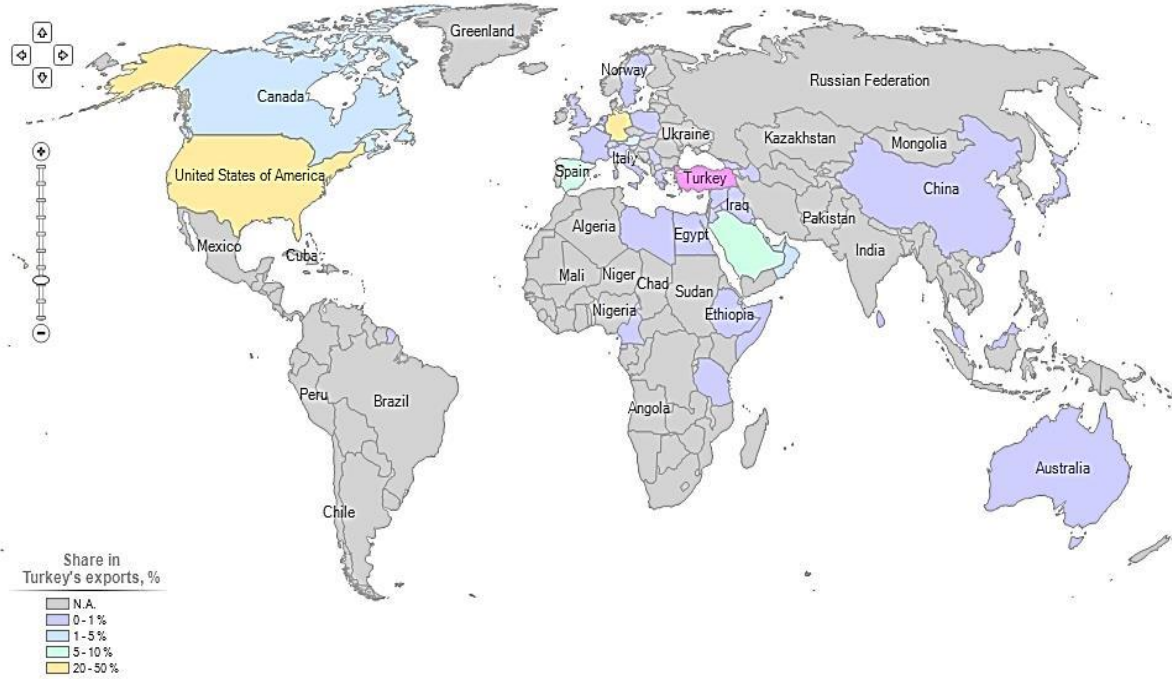 Greenland
Norway
Russian Federation
Canada
Ukraine
Kazakhstan
Mongolia
Italy
Spain
United States of America
Turkey
China
Iraq
Pakistan
Algeria
Egypt
Mexico
India
Cuba
Mali
Niger
Chad
Sudan
Nigeria
Ethiopia
Peru
Brazil
Angola
Australia
Chile
Share in
Turkey's exports, %
N.A.
0 - 1 %
1 - 5 %
5 - 10 %
20 - 50 %